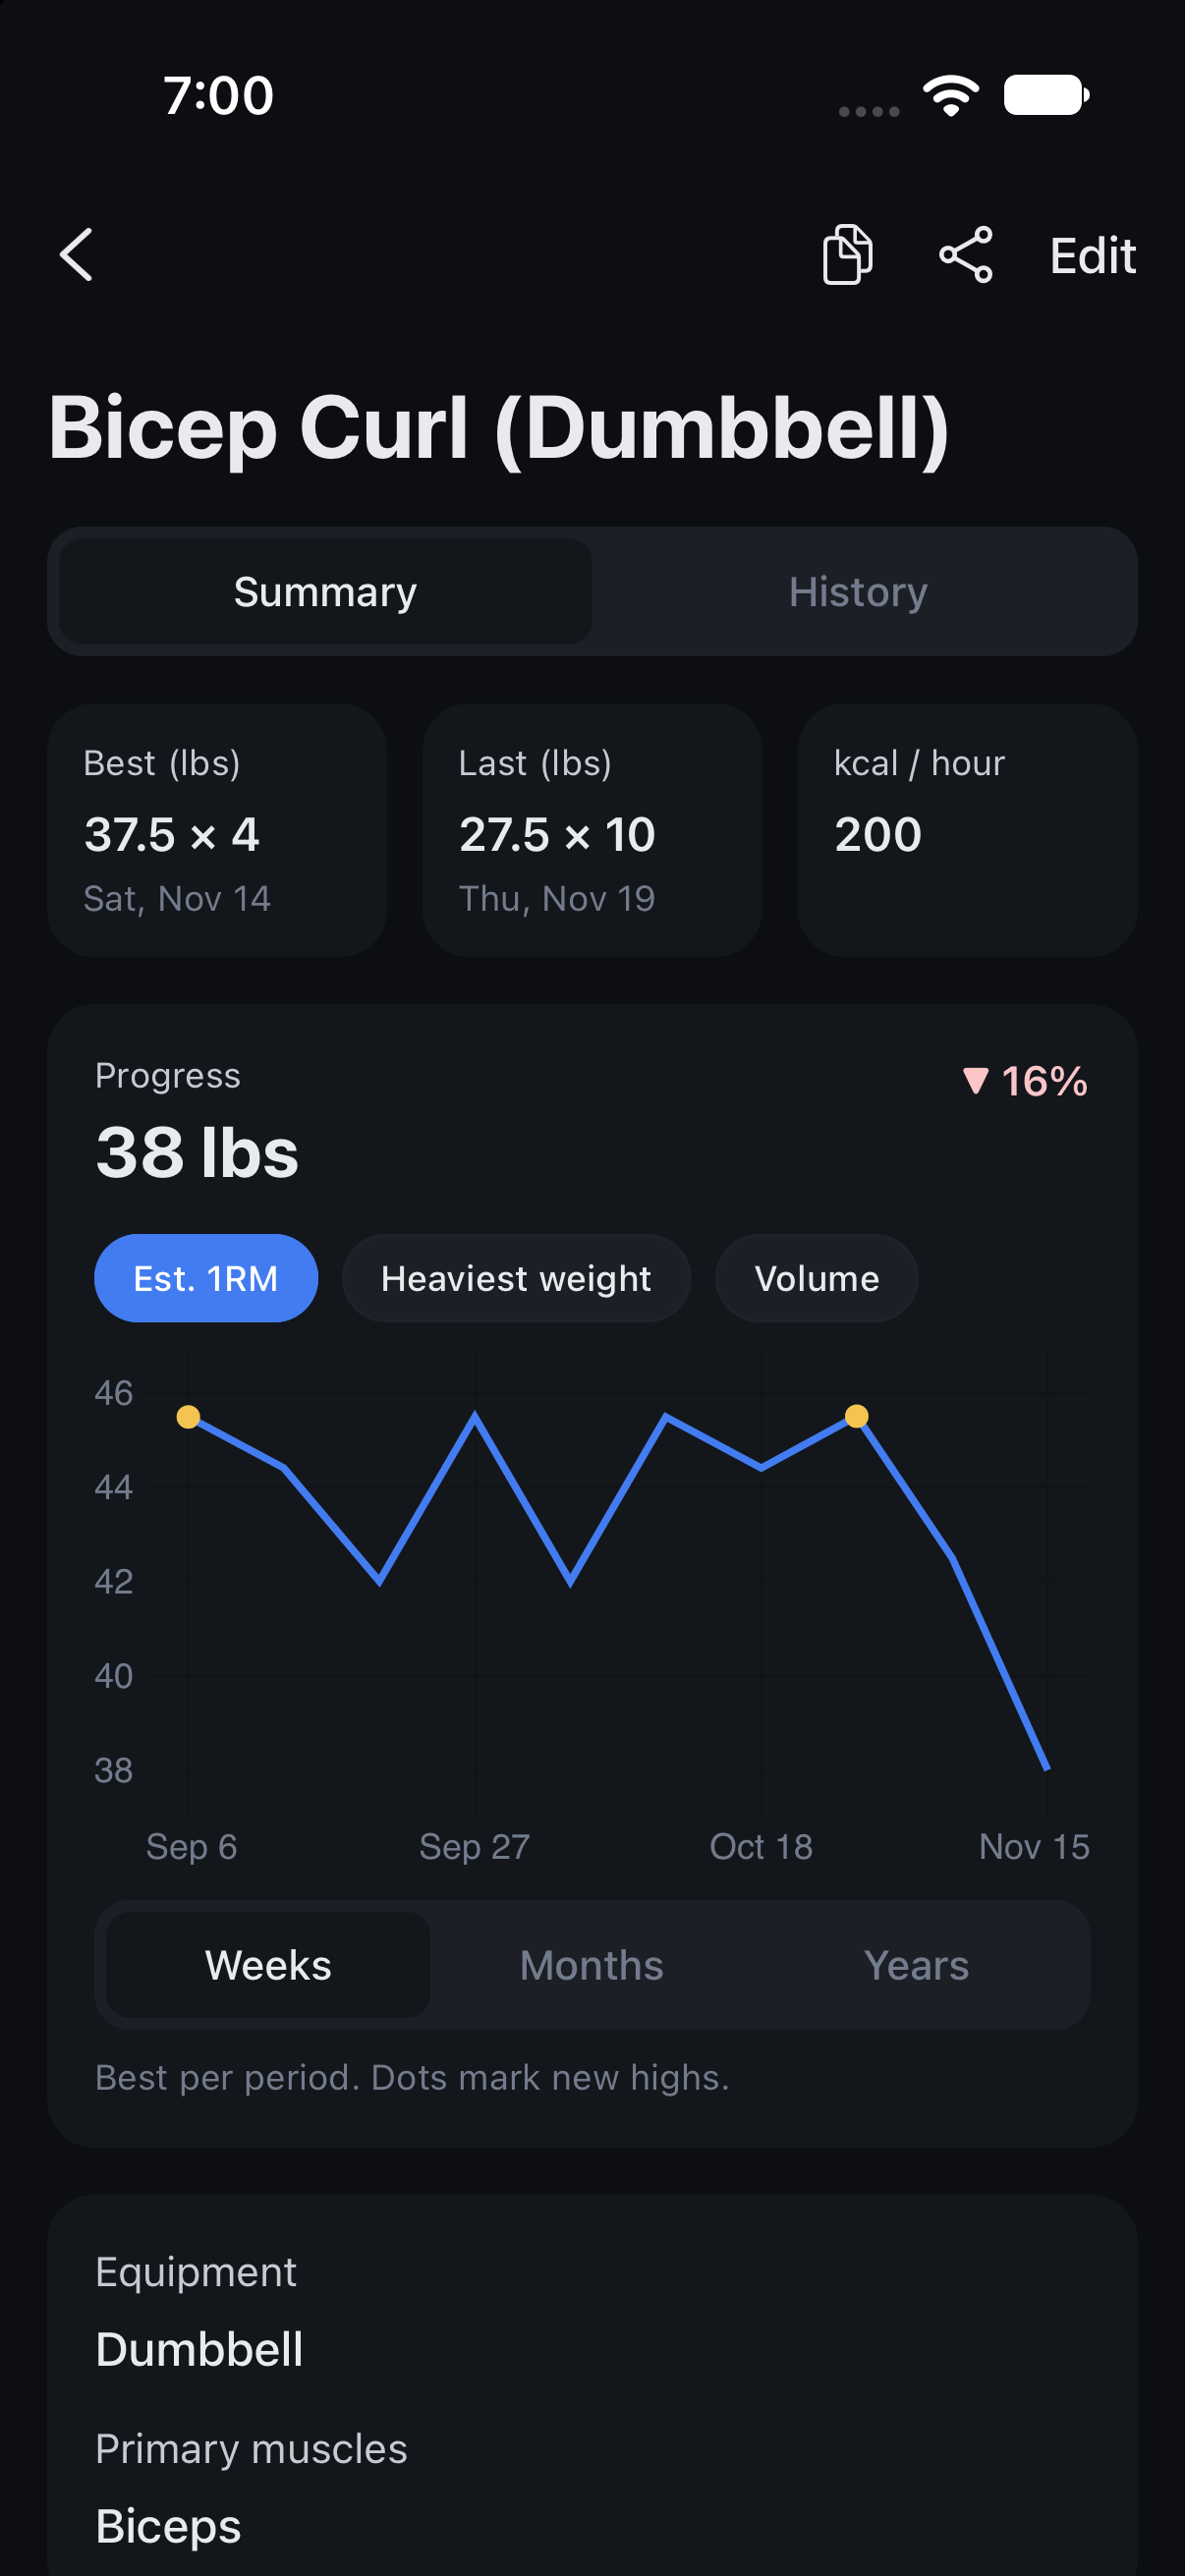 7:00
Edit
Bicep Curl (Dumbbell)
Summary
History
Best (lbs)
37.5 × 4
Sat, Nov 14
Last (lbs)
27.5 × 10
Thu, Nov 19
kcal / hour
200
Progress
▼ 16%
38 lbs
Est. 1RM
Heaviest weight
Volume
46
44
42
40
38
Sep 6
Sep 27
Oct 18
Nov 15
Weeks
Months
Years
Best per period. Dots mark new highs.
Equipment
Dumbbell
Primary muscles
Biceps